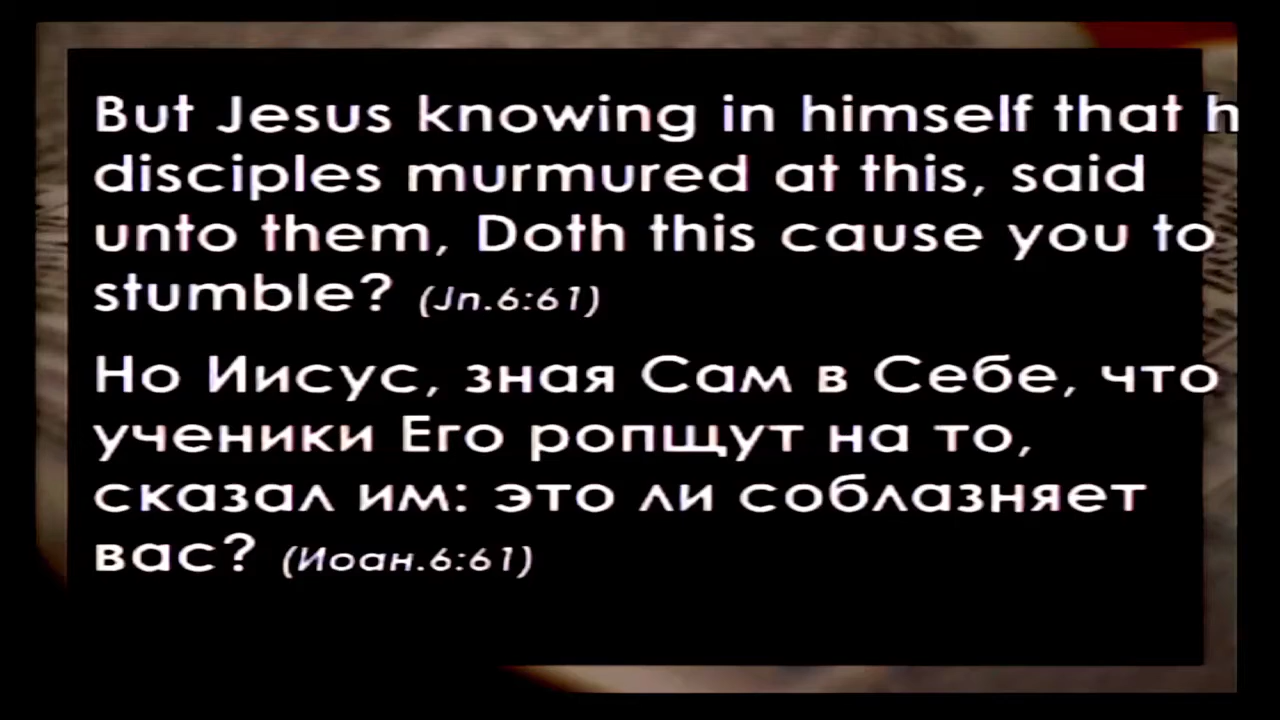 But Jesus knowing in himself that
disciples murmured at this, said
unto them, Doth this cause you to
stumble? (Jn.6:61)
Но Иисус, зная Сам в Себе, что
ученики Его ропщут на то,
сказал им: это ли соблазняет
вас? (Иоан.6:61)